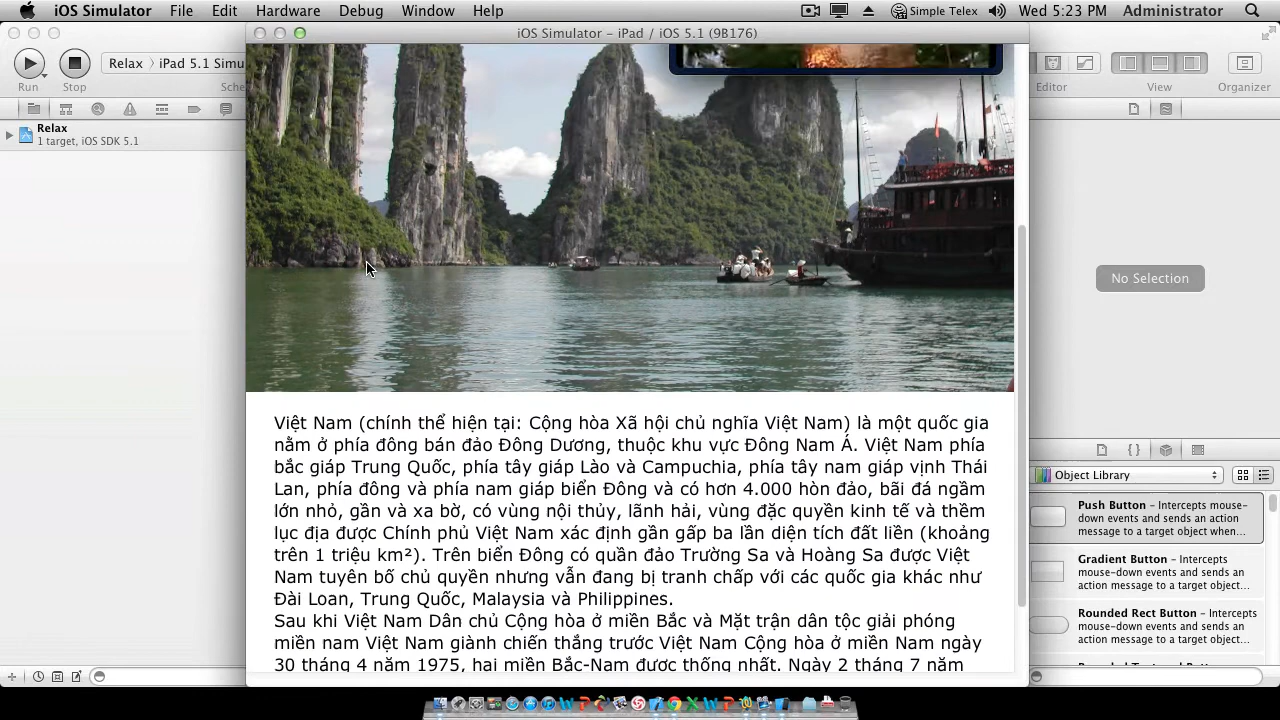 iOS Simulator File Edit Hardware Debug Window Help Simple Telex Wed 5:23 PM Administrator
iOS Simulator – iPad / iOS 5.1 (9B176)
Relax 〉 iPad 5.1 Simu
Run Stop Sche Editor View Organizer
Relax
1 target, iOS SDK 5.1
No Selection
Việt Nam (chính thể hiện tại: Cộng hòa Xã hội chủ nghĩa Việt Nam) là một quốc gia
nằm ở phía đông bán đảo Đông Dương, thuộc khu vực Đông Nam Á. Việt Nam phía
bắc giáp Trung Quốc, phía tây giáp Lào và Campuchia, phía tây nam giáp vịnh Thái
Lan, phía đông và phía nam giáp biển Đông và có hơn 4.000 hòn đảo, bãi đá ngầm
lớn nhỏ, gần và xa bờ, có vùng nội thủy, lãnh hải, vùng đặc quyền kinh tế và thềm
lục địa được Chính phủ Việt Nam xác định gần gấp ba lần diện tích đất liền (khoảng
trên 1 triệu km²). Trên biển Đông có quần đảo Trường Sa và Hoàng Sa được Việt
Nam tuyên bố chủ quyền nhưng vẫn đang bị tranh chấp với các quốc gia khác như
Đài Loan, Trung Quốc, Malaysia và Philippines.
Sau khi Việt Nam Dân chủ Cộng hòa ở miền Bắc và Mặt trận dân tộc giải phóng
miền nam Việt Nam giành chiến thắng trước Việt Nam Cộng hòa ở miền Nam ngày
30 tháng 4 năm 1975, hai miền Bắc-Nam được thống nhất. Ngày 2 tháng 7 năm
Object Library
Push Button – Intercepts mouse-
down events and sends an action
message to a target object when...
Gradient Button – Intercepts
mouse-down events and sends an
action message to a target object...
Rounded Rect Button – Intercepts
mouse-down events and sends an
action message to a target object...